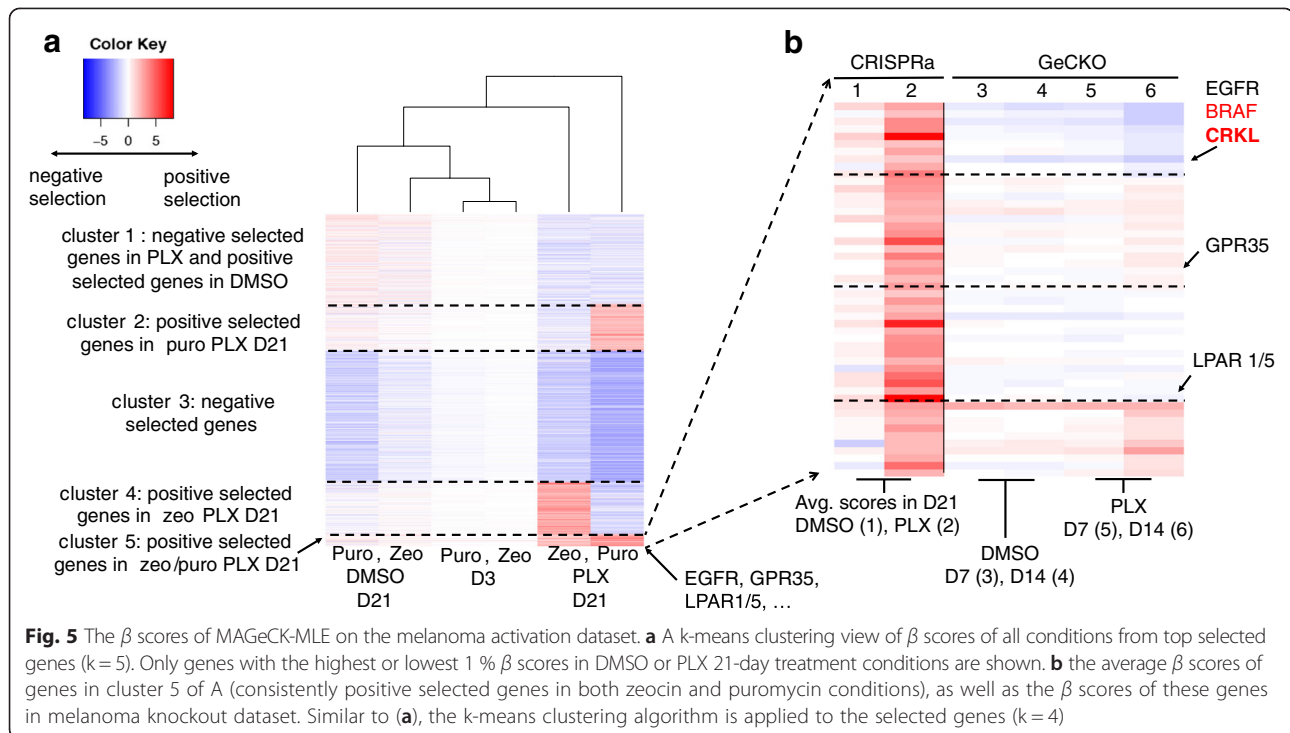 a
Color Key
−5 0 5
negative selection
positive selection
cluster 1 : negative selected
genes in PLX and positive
selected genes in DMSO
cluster 2: positive selected
genes in puro PLX D21
cluster 3: negative
selected genes
cluster 4: positive selected
genes in zeo PLX D21
cluster 5: positive selected
genes in zeo/puro PLX D21
Puro, Zeo
DMSO
D21
Puro, Zeo
D3
Zeo, Puro
PLX
D21
EGFR, GPR35,
LPAR1/5, …
b
CRISPRa
GeCKO
1 2 3 4 5 6
EGFR
BRAF
CRKL
GPR35
LPAR 1/5
Avg. scores in D21
DMSO (1), PLX (2)
DMSO
D7 (3), D14 (4)
PLX
D7 (5), D14 (6)
Fig. 5 The β scores of MAGeCK-MLE on the melanoma activation dataset. a A k-means clustering view of β scores of all conditions from top selected
genes (k = 5). Only genes with the highest or lowest 1 % β scores in DMSO or PLX 21-day treatment conditions are shown. b the average β scores of
genes in cluster 5 of A (consistently positive selected genes in both zeocin and puromycin conditions), as well as the β scores of these genes
in melanoma knockout dataset. Similar to (a), the k-means clustering algorithm is applied to the selected genes (k = 4)